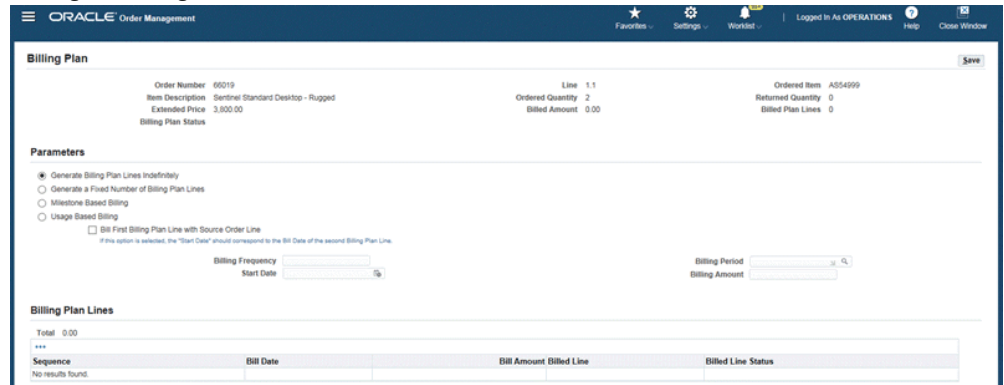 ORACLE Order Management
Favorites
Settings
Worklist
Logged In As OPERATIONS
Help
Close Window
Billing Plan
Save
Order Number 66019 Line 1.1 Ordered Item AS54999
Item Description Sentinel Standard Desktop - Rugged Ordered Quantity 2 Returned Quantity 0
Extended Price 3,800.00 Billed Amount 0.00 Billed Plan Lines 0
Billing Plan Status
Parameters
Generate Billing Plan Lines Indefinitely
Generate a Fixed Number of Billing Plan Lines
Milestone Based Billing
Usage Based Billing
Bill First Billing Plan Line with Source Order Line
If this option is selected, the "Start Date" should correspond to the Bill Date of the second Billing Plan Line.
Billing Frequency Billing Period
Start Date Billing Amount
Billing Plan Lines
Total 0.00
Sequence Bill Date Bill Amount Billed Line Billed Line Status
No results found.